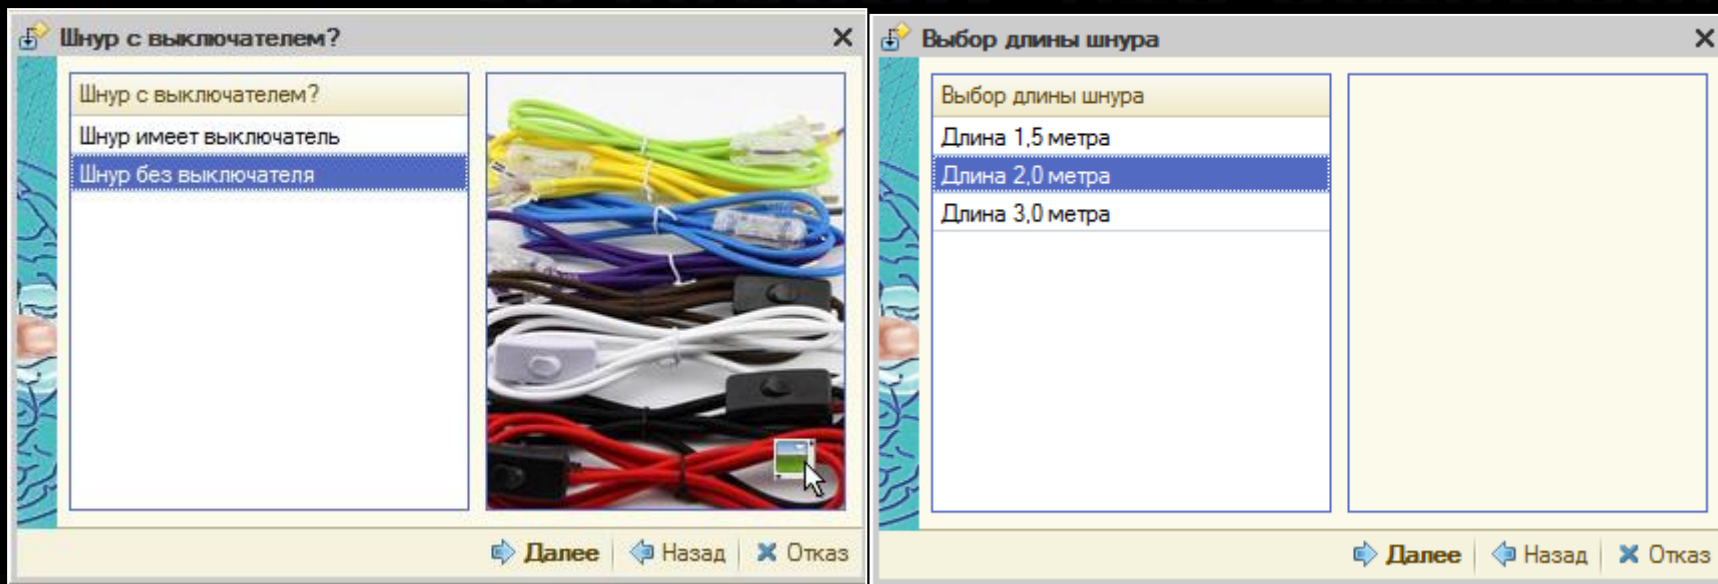 Шнур с выключателем?
Шнур с выключателем?
Шнур имеет выключатель
Шнур без выключателя
Далее Назад Отказ
Выбор длины шнура
Выбор длины шнура
Длина 1,5 метра
Длина 2,0 метра
Длина 3,0 метра
Далее Назад Отказ